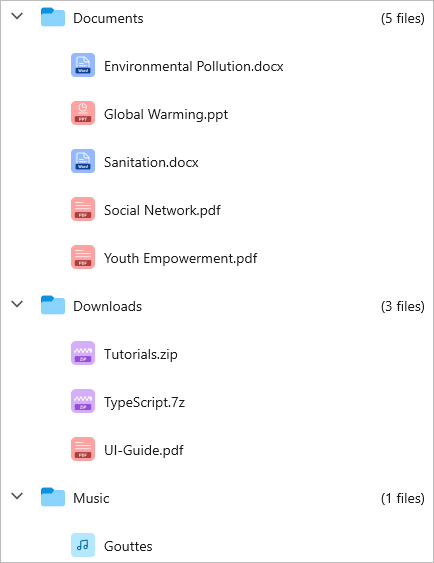 Documents (5 files)
Word Environmental Pollution.docx
PPT Global Warming.ppt
Word Sanitation.docx
PDF Social Network.pdf
PDF Youth Empowerment.pdf
Downloads (3 files)
ZIP Tutorials.zip
ZIP TypeScript.7z
PDF UI-Guide.pdf
Music (1 files)
Gouttes